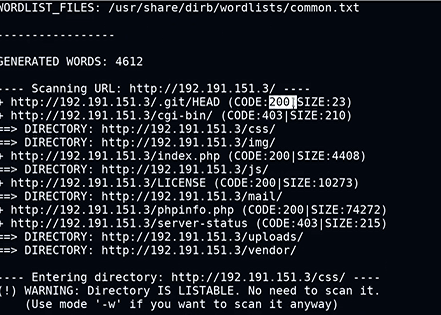 WORDLIST_FILES: /usr/share/dirb/wordlists/common.txt
-----------------
GENERATED WORDS: 4612
---- Scanning URL: http://192.191.151.3/ ----
+ http://192.191.151.3/.git/HEAD (CODE:200|SIZE:23)
+ http://192.191.151.3/cgi-bin/ (CODE:403|SIZE:210)
==> DIRECTORY: http://192.191.151.3/css/
==> DIRECTORY: http://192.191.151.3/img/
+ http://192.191.151.3/index.php (CODE:200|SIZE:4408)
==> DIRECTORY: http://192.191.151.3/js/
+ http://192.191.151.3/LICENSE (CODE:200|SIZE:10273)
==> DIRECTORY: http://192.191.151.3/mail/
+ http://192.191.151.3/phpinfo.php (CODE:200|SIZE:74272)
+ http://192.191.151.3/server-status (CODE:403|SIZE:215)
==> DIRECTORY: http://192.191.151.3/uploads/
==> DIRECTORY: http://192.191.151.3/vendor/
---- Entering directory: http://192.191.151.3/css/ ----
(!) WARNING: Directory IS LISTABLE. No need to scan it.
(Use mode '-w' if you want to scan it anyway)